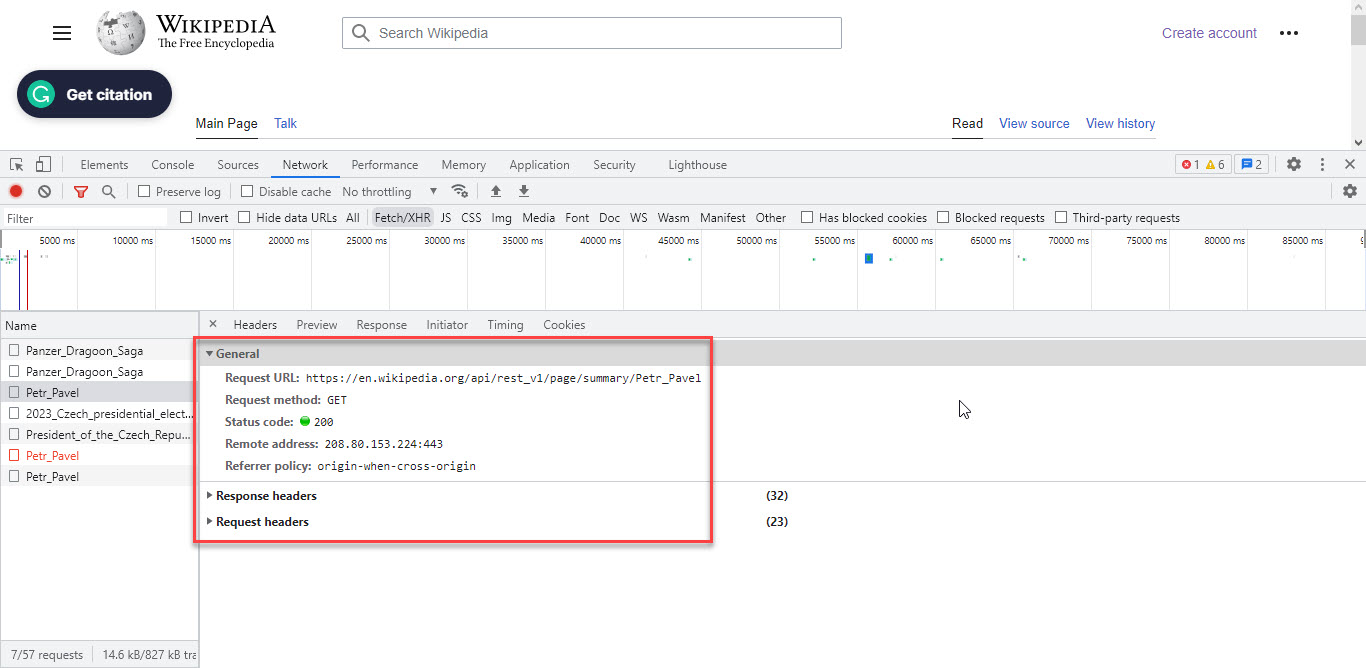 WIKIPEDIA
The Free Encyclopedia
Search Wikipedia
Create account
Get citation
Main Page Talk Read View source View history
Elements Console Sources Network Performance Memory Application Security Lighthouse 1 6 2
Preserve log Disable cache No throttling
Filter Invert Hide data URLs All Fetch/XHR JS CSS Img Media Font Doc WS Wasm Manifest Other Has blocked cookies Blocked requests Third-party requests
5000 ms 10000 ms 15000 ms 20000 ms 25000 ms 30000 ms 35000 ms 40000 ms 45000 ms 50000 ms 55000 ms 60000 ms 65000 ms 70000 ms 75000 ms 80000 ms 85000 ms
Name
Panzer_Dragoon_Saga
Panzer_Dragoon_Saga
Petr_Pavel
2023_Czech_presidential_elect...
President_of_the_Czech_Repu...
Petr_Pavel
Petr_Pavel
7/57 requests 14.6 kB/827 kB tra
Headers Preview Response Initiator Timing Cookies
General
Request URL: https://en.wikipedia.org/api/rest_v1/page/summary/Petr_Pavel
Request method: GET
Status code: 200
Remote address: 208.80.153.224:443
Referrer policy: origin-when-cross-origin
Response headers (32)
Request headers (23)